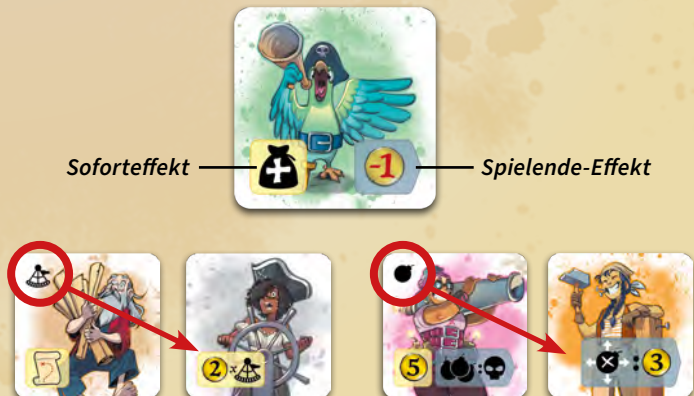 Soforteffekt
-1
Spielende-Effekt
2 x
5 :
x : 3